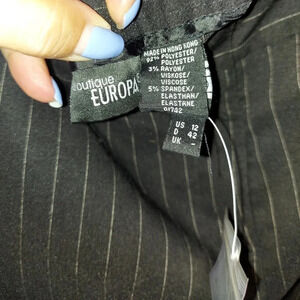 outique
EUROPA
MADE IN HONG KONG
92% POLYESTER/
POLYESTER
3% RAYON/
VISKOSE/
VISCOSE
5% SPANDEX/
ELASTHAN/
ELASTANE
US 12
D 42
UK -